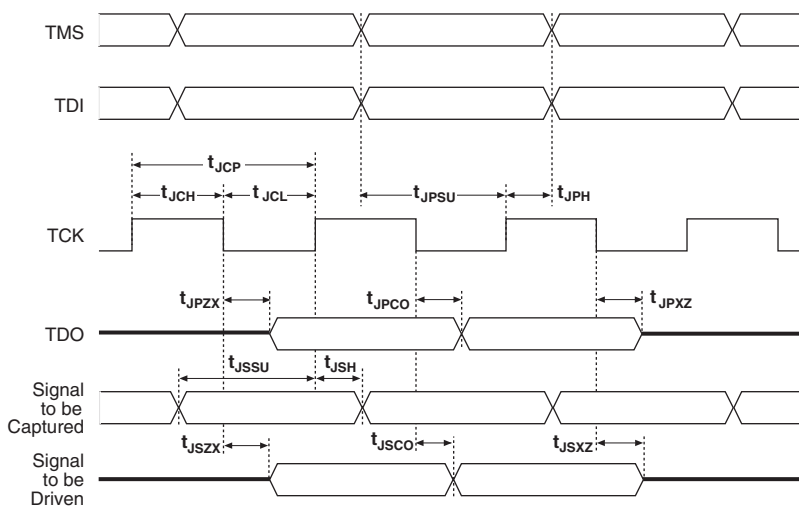 TMS
TDI
tJCP
tJCH
tJCL
tJPSU
tJPH
TCK
tJPZX
tJPCO
tJPXZ
TDO
tJSSU
tJSH
Signal
to be
Captured
tJSZX
tJSCO
tJSXZ
Signal
to be
Driven